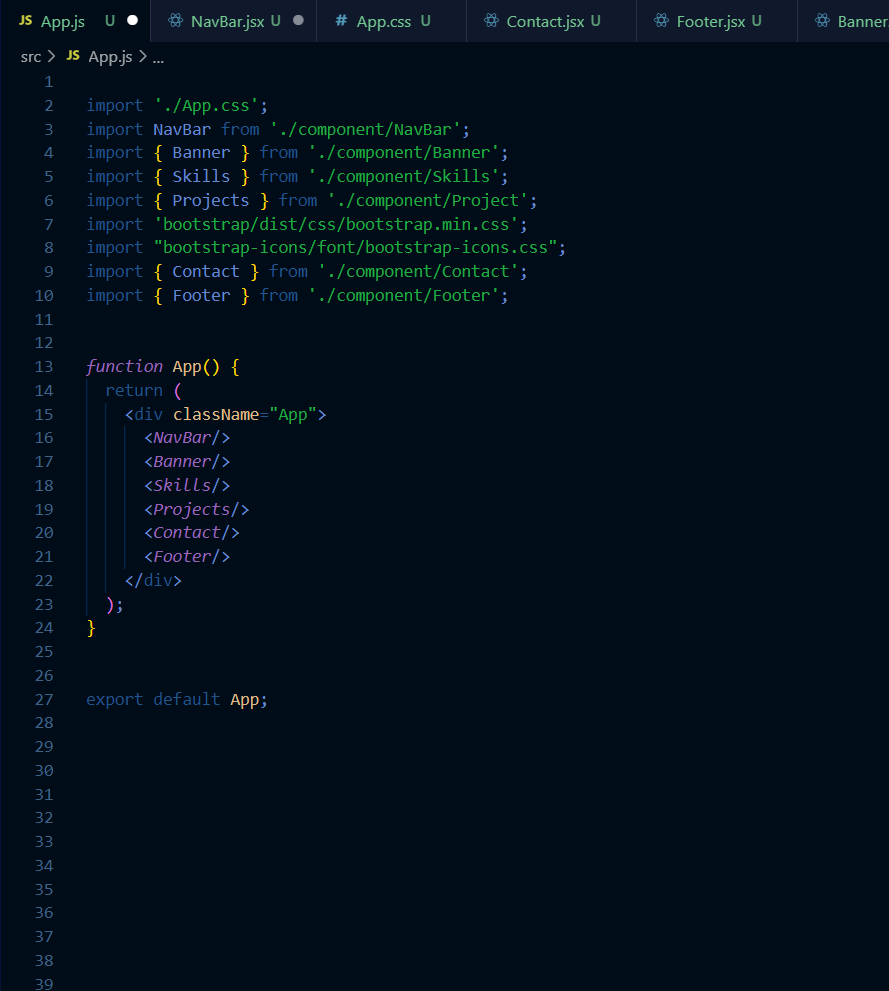 JS App.js U NavBar.jsx U # App.css U Contact.jsx U Footer.jsx U Banner
src > JS App.js > ...
1
2 import './App.css';
3 import NavBar from './component/NavBar';
4 import { Banner } from './component/Banner';
5 import { Skills } from './component/Skills';
6 import { Projects } from './component/Project';
7 import 'bootstrap/dist/css/bootstrap.min.css';
8 import "bootstrap-icons/font/bootstrap-icons.css";
9 import { Contact } from './component/Contact';
10 import { Footer } from './component/Footer';
11
12
13 function App() {
14 return (
15 <div className="App">
16 <NavBar/>
17 <Banner/>
18 <Skills/>
19 <Projects/>
20 <Contact/>
21 <Footer/>
22 </div>
23 );
24 }
25
26
27 export default App;
28
29
30
31
32
33
34
35
36
37
38
39